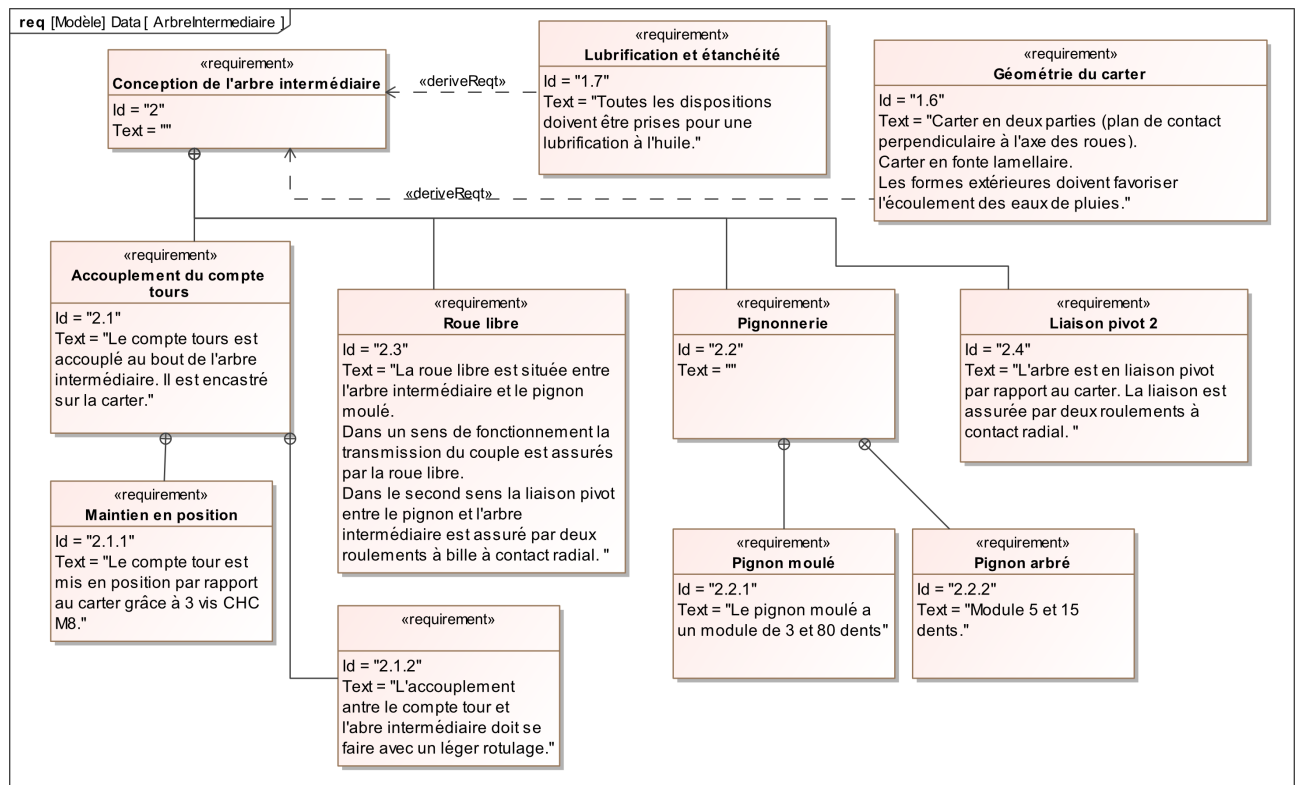 req [Modèle] Data [ ArbreIntermediaire ]
«requirement»
Conception de l'arbre intermédiaire
Id = "2"
Text = ""
«deriveReqt»
«requirement»
Lubrification et étanchéité
Id = "1.7"
Text = "Toutes les dispositions
doivent être prises pour une
lubrification à l'huile."
«requirement»
Géométrie du carter
Id = "1.6"
Text = "Carter en deux parties (plan de contact
perpendiculaire à l'axe des roues).
Carter en fonte lamellaire.
Les formes extérieures doivent favoriser
l'écoulement des eaux de pluies."
«deriveReqt»
«requirement»
Accouplement du compte
tours
Id = "2.1"
Text = "Le compte tours est
accouplé au bout de l'arbre
intermédiaire. Il est encastré
sur la carter."
«requirement»
Roue libre
Id = "2.3"
Text = "La roue libre est située entre
l'arbre intermédiaire et le pignon
moulé.
Dans un sens de fonctionnement la
transmission du couple est assurés
par la roue libre.
Dans le second sens la liaison pivot
entre le pignon et l'arbre
intermédiaire est assuré par deux
roulements à bille à contact radial. "
«requirement»
Pignonnerie
Id = "2.2"
Text = ""
«requirement»
Liaison pivot 2
Id = "2.4"
Text = "L'arbre est en liaison pivot
par rapport au carter. La liaison est
assurée par deux roulements à
contact radial. "
«requirement»
Maintien en position
Id = "2.1.1"
Text = "Le compte tour est
mis en position par rapport
au carter grâce à 3 vis CHC
M8."
«requirement»
Id = "2.1.2"
Text = "L'accouplement
antre le compte tour et
l'abre intermédiaire doit se
faire avec un léger rotulage."
«requirement»
Pignon moulé
Id = "2.2.1"
Text = "Le pignon moulé a
un module de 3 et 80 dents"
«requirement»
Pignon arbré
Id = "2.2.2"
Text = "Module 5 et 15
dents."